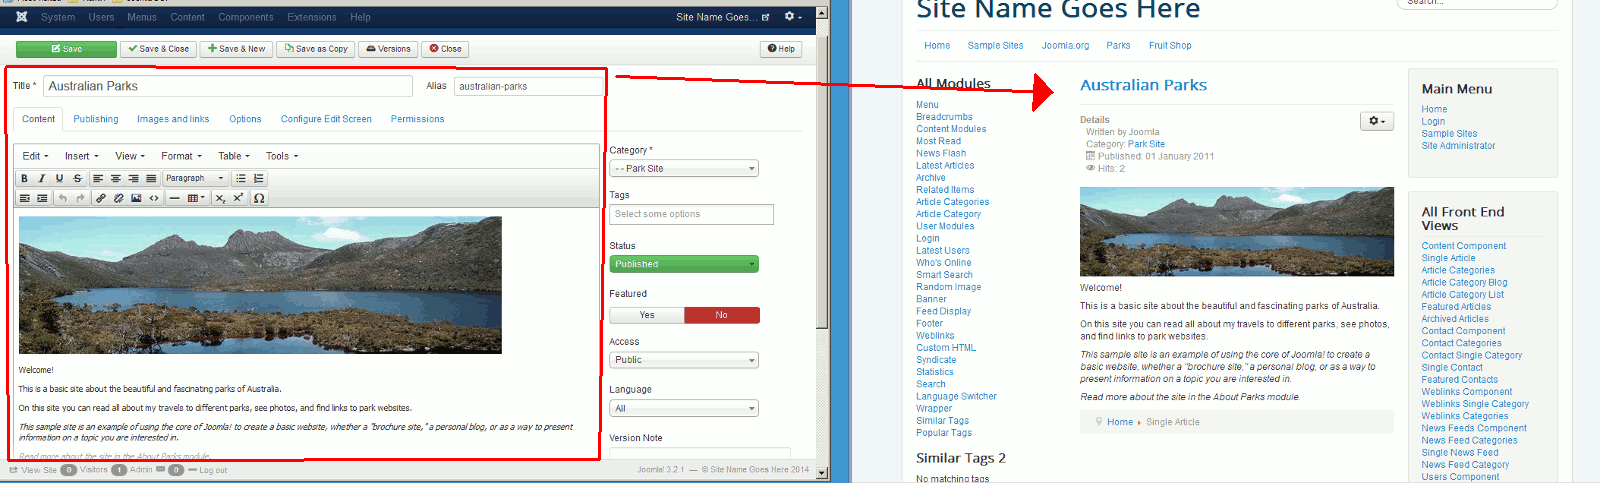 System Users Menus Content Components Extensions Help
Site Name Goes...
Save Save & Close Save & New Save as Copy Versions Close Help
Title * Australian Parks Alias australian-parks
Content Publishing Images and links Options Configure Edit Screen Permissions
Edit Insert View Format Table Tools
Paragraph
Welcome!
This is a basic site about the beautiful and fascinating parks of Australia.
On this site you can read all about my travels to different parks, see photos, and find links to park websites.
This sample site is an example of using the core of Joomla! to create a basic website, whether a "brochure site," a personal blog, or as a way to present
information on a topic you are interested in.
Read more about the site in the About Parks module.
Category *
- - Park Site
Tags
Select some options
Status
Published
Featured
Yes No
Access
Public
Language
All
Version Note
View Site 0 Visitors 1 Admin 0 Log out
Joomla! 3.2.1 — © Site Name Goes Here 2014
Site Name Goes Here
Search...
Home Sample Sites Joomla.org Parks Fruit Shop
All Modules
Menu
Breadcrumbs
Content Modules
Most Read
News Flash
Latest Articles
Archive
Related Items
Article Categories
Article Category
User Modules
Login
Latest Users
Who's Online
Smart Search
Random Image
Banner
Feed Display
Footer
Weblinks
Custom HTML
Syndicate
Statistics
Search
Language Switcher
Wrapper
Similar Tags
Popular Tags
Similar Tags 2
No matching tags
Australian Parks
Details
Written by Joomla
Category: Park Site
Published: 01 January 2011
Hits: 2
Welcome!
This is a basic site about the beautiful and fascinating parks of Australia.
On this site you can read all about my travels to different parks, see photos,
and find links to park websites.
This sample site is an example of using the core of Joomla! to create a
basic website, whether a "brochure site," a personal blog, or as a way to
present information on a topic you are interested in.
Read more about the site in the About Parks module.
Home Single Article
Main Menu
Home
Login
Sample Sites
Site Administrator
All Front End
Views
Content Component
Single Article
Article Categories
Article Category Blog
Article Category List
Featured Articles
Archived Articles
Contact Component
Contact Categories
Contact Single Category
Single Contact
Featured Contacts
Weblinks Component
Weblinks Single Category
Weblinks Categories
News Feeds Component
News Feed Categories
Single News Feed
News Feed Category
Users Component